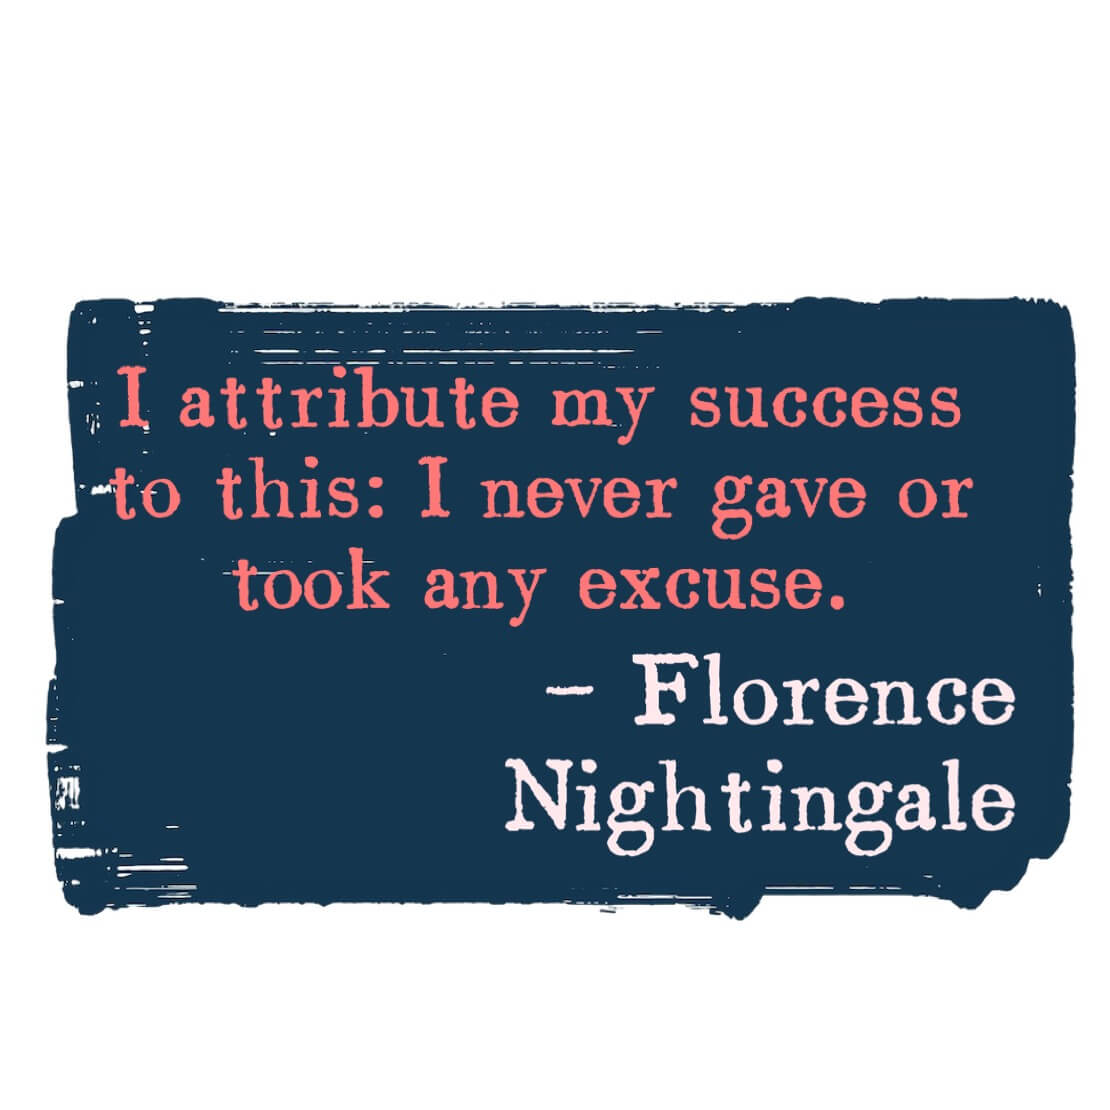 I attribute my success
to this: I never gave or
took any excuse.
– Florence
Nightingale